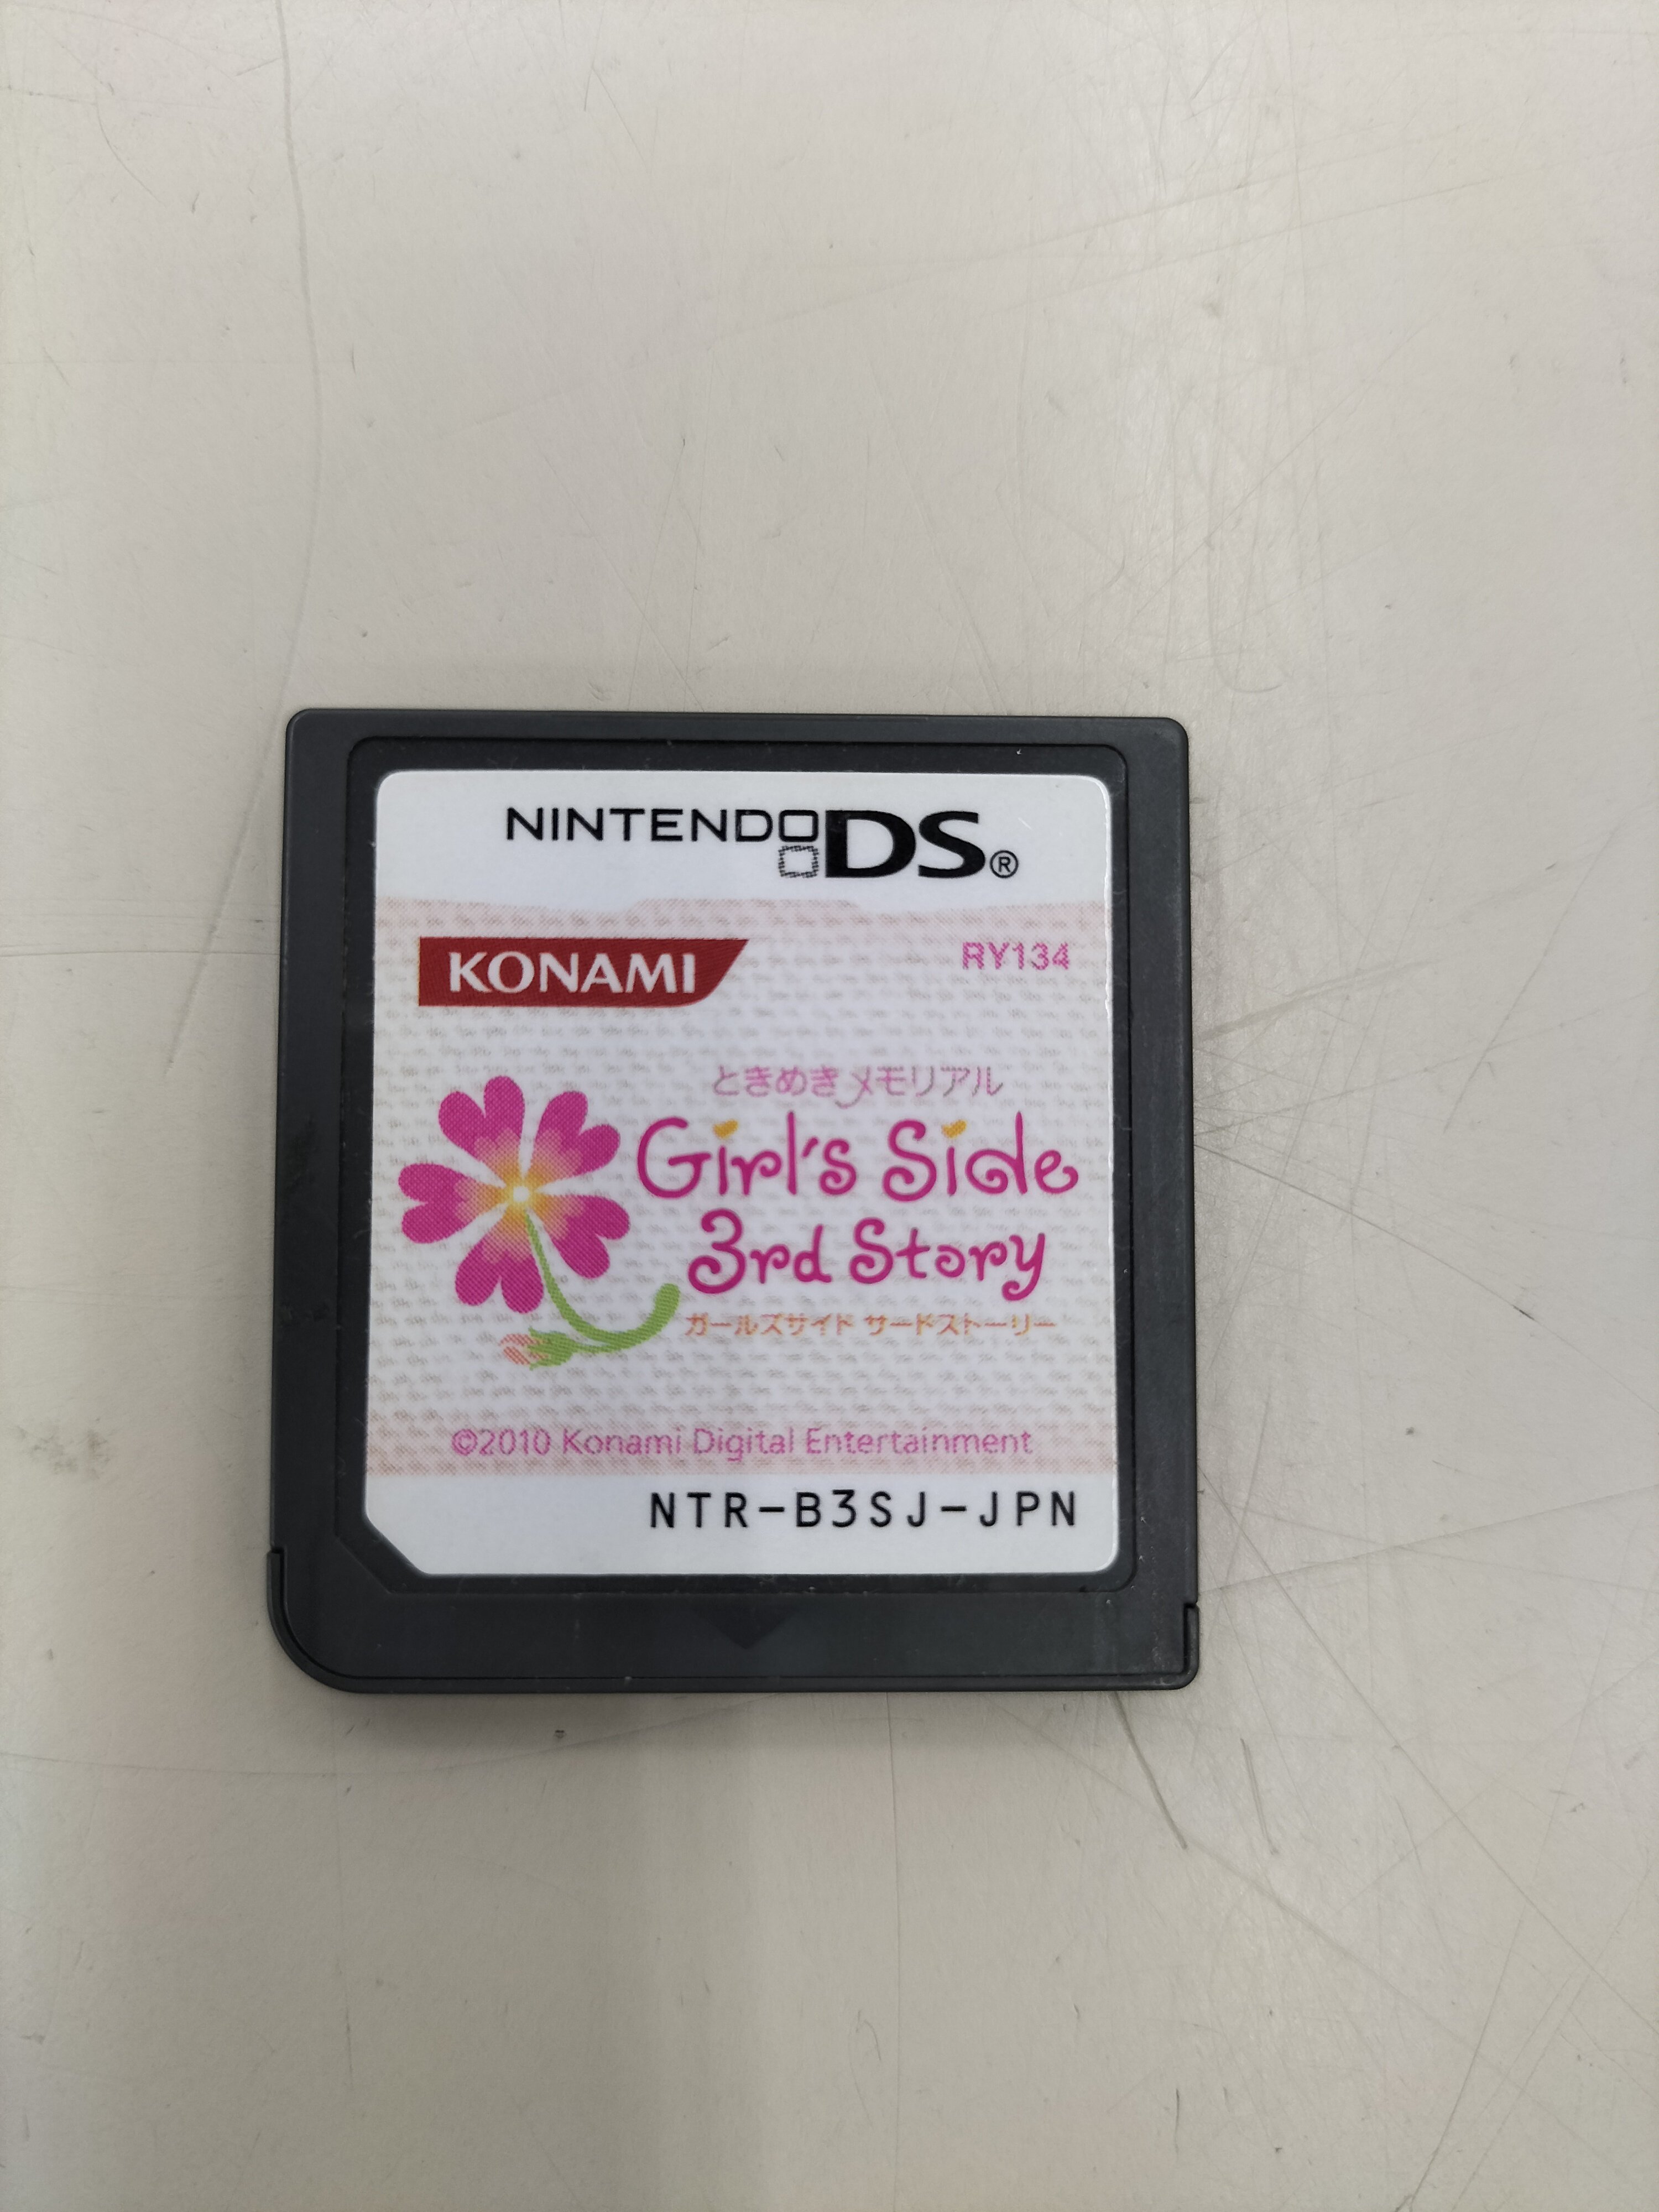 NINTENDO DS®
KONAMI
RY134
ときめきメモリアル
Girl's Side
3rd Story
ガールズサイド サードストーリー
©2010 Konami Digital Entertainment
NTR-B3SJ-JPN